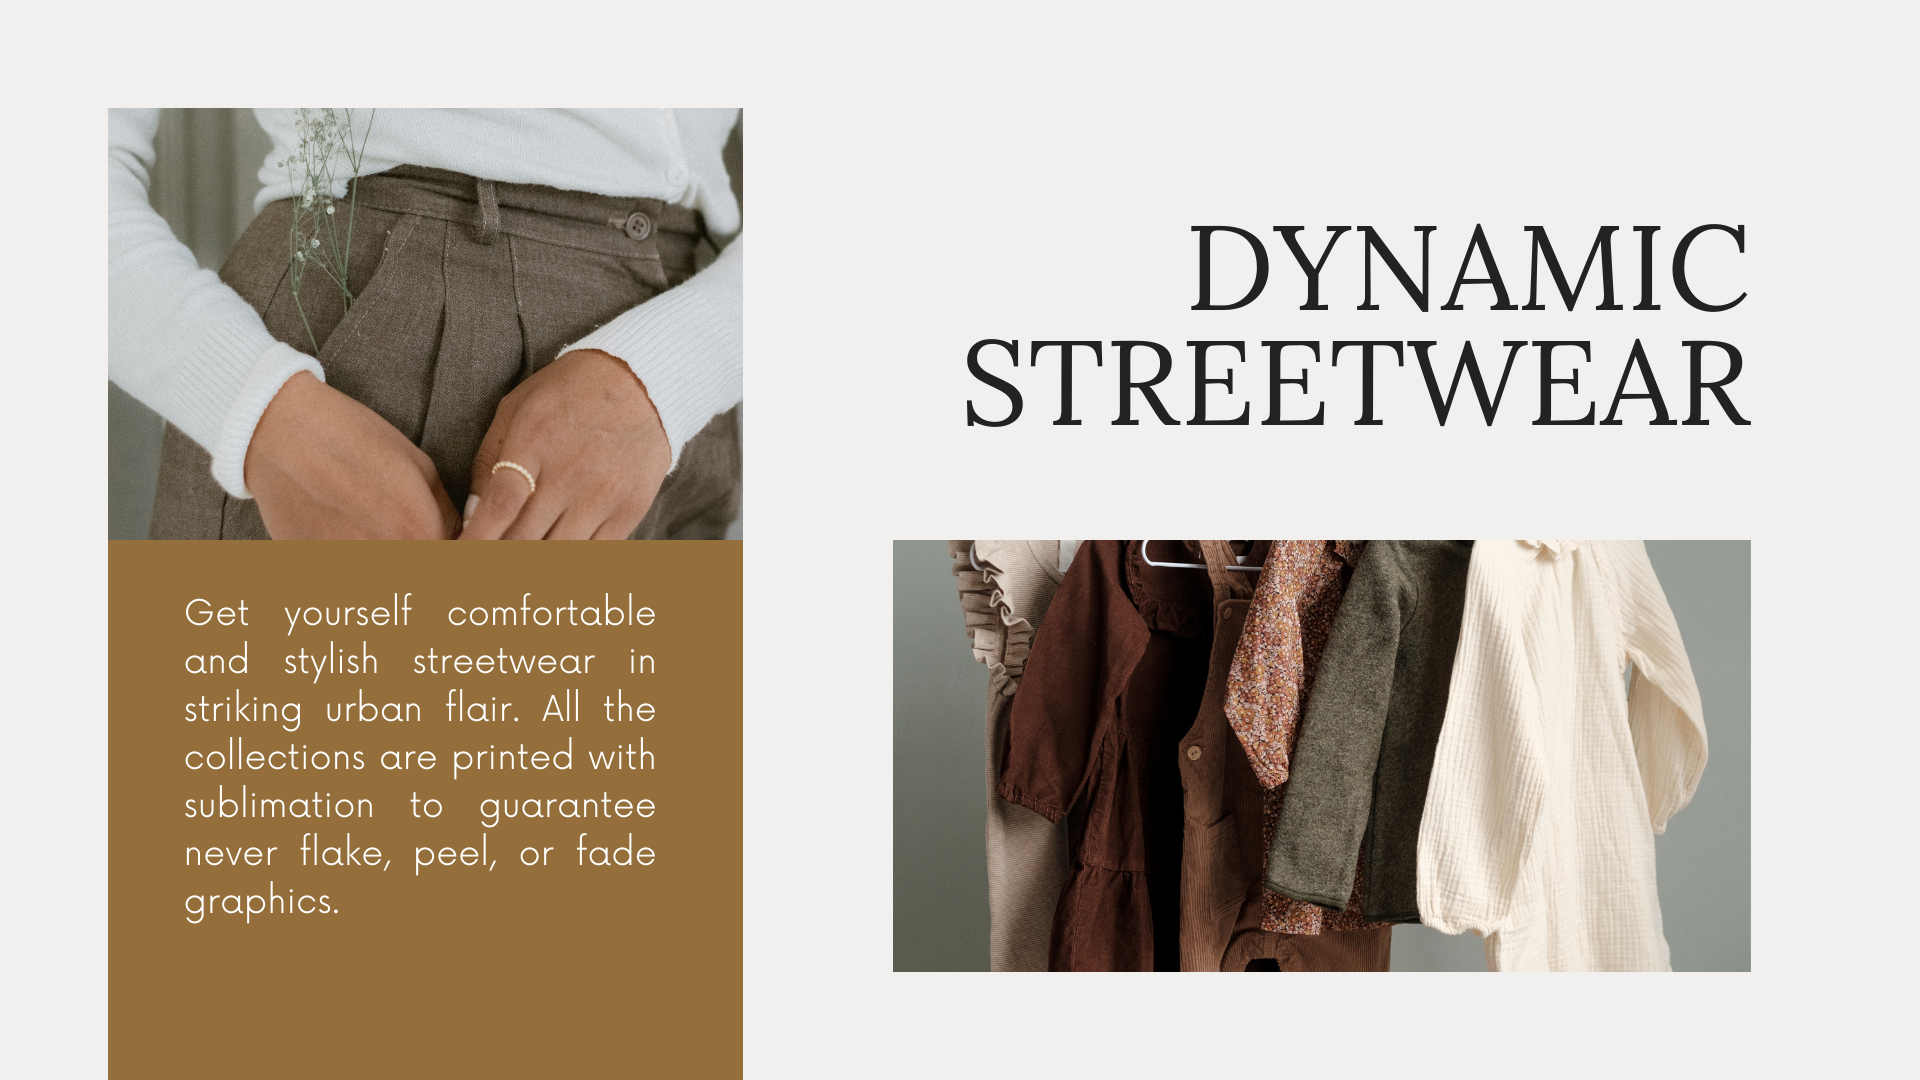 DYNAMIC
STREETWEAR
Get yourself comfortable
and stylish streetwear in
striking urban flair. All the
collections are printed with
sublimation to guarantee
never flake, peel, or fade
graphics.